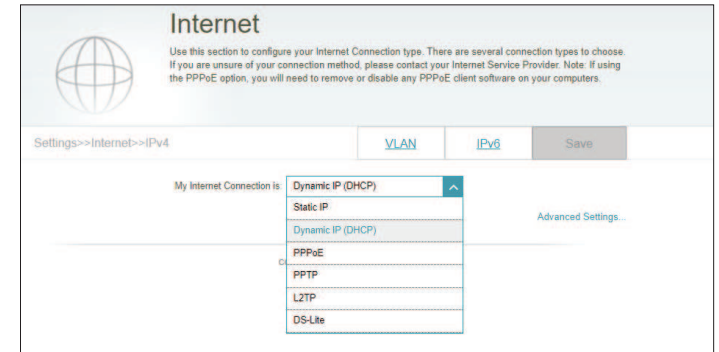 Internet
Use this section to configure your Internet Connection type. There are several connection types to choose.
If you are unsure of your connection method, please contact your Internet Service Provider. Note: If using
the PPPoE option, you will need to remove or disable any PPPoE client software on your computers.
Settings>>Internet>>IPv4
VLAN
IPv6
Save
My Internet Connection is:
Dynamic IP (DHCP)
Static IP
Dynamic IP (DHCP)
PPPoE
PPTP
L2TP
DS-Lite
Advanced Settings...